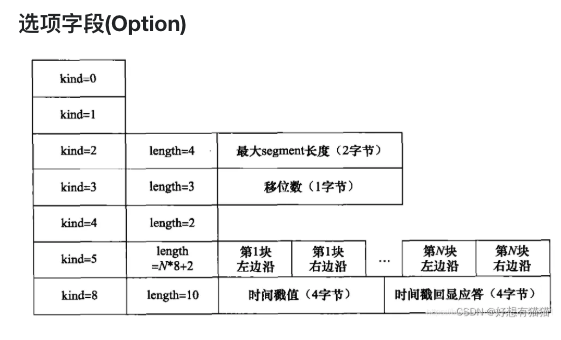 选项字段(Option)
kind=0
kind=1
kind=2 length=4 最大segment长度（2字节）
kind=3 length=3 移位数（1字节）
kind=4 length=2
kind=5 length =N*8+2 第1块 左边沿 第1块 右边沿 … 第N块 左边沿 第N块 右边沿
kind=8 length=10 时间戳值（4字节） 时间戳回显应答（4字节）
CSDN @好想有猫猫